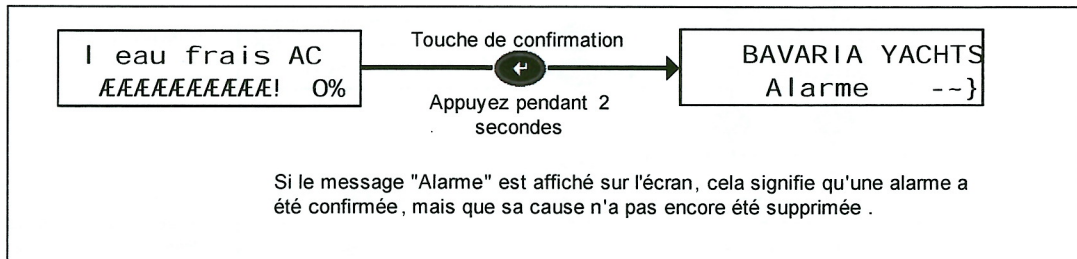 I eau frais AC
ÆÆÆÆÆÆÆÆÆÆ! 0%
Touche de confirmation
Appuyez pendant 2
secondes
BAVARIA YACHTS
Alarme -~}
Si le message "Alarme" est affiché sur l'écran, cela signifie qu'une alarme a
été confirmée, mais que sa cause n'a pas encore été supprimée .